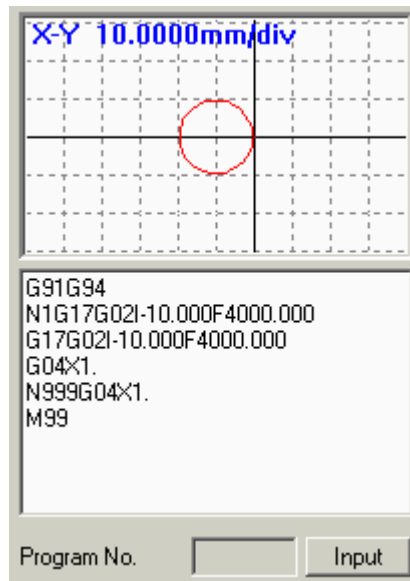 X-Y 10.0000mm/div
G91G94
N1G17G02I-10.000F4000.000
G17G02I-10.000F4000.000
G04X1.
N999G04X1.
M99
Program No.
Input